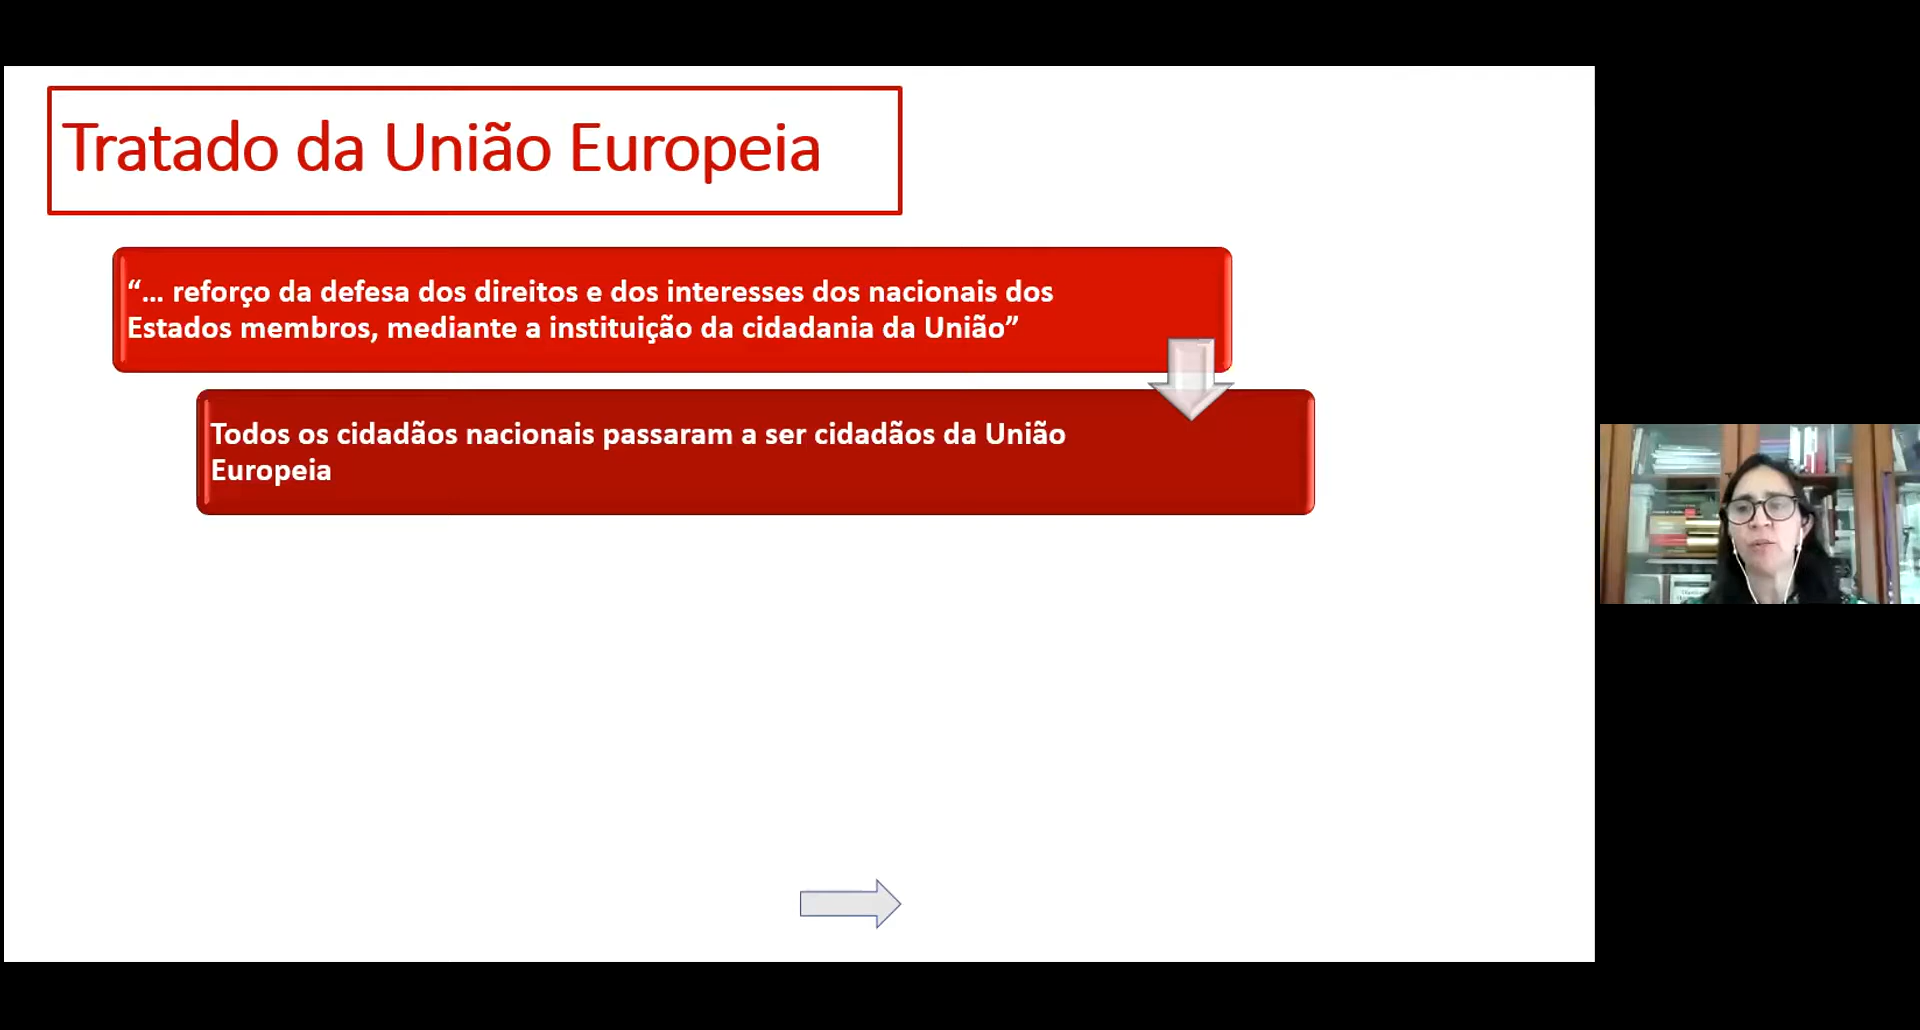 Tratado da União Europeia
“... reforço da defesa dos direitos e dos interesses dos nacionais dos
Estados membros, mediante a instituição da cidadania da União”
Todos os cidadãos nacionais passaram a ser cidadãos da União
Europeia